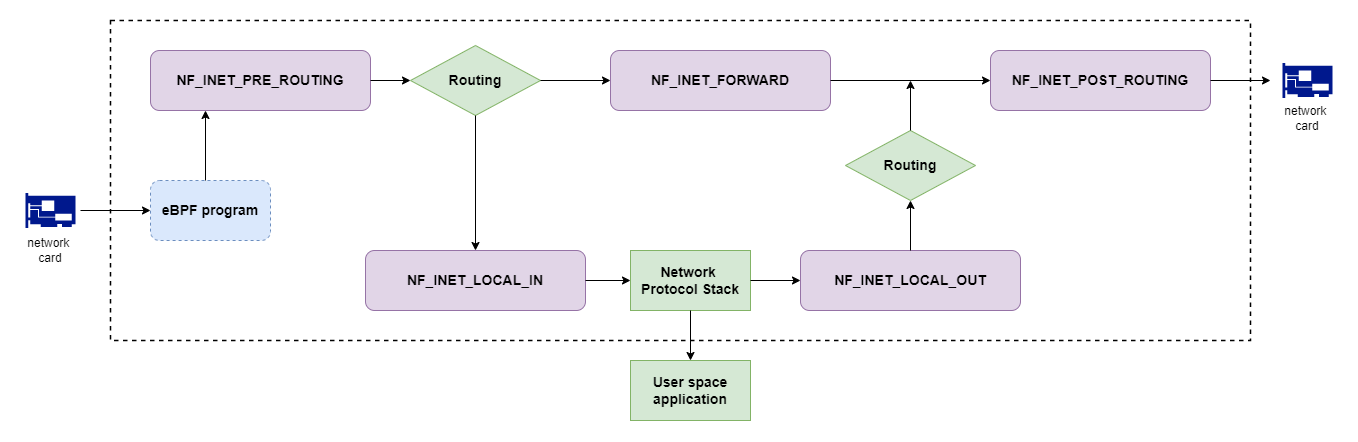 NF_INET_PRE_ROUTING
Routing
NF_INET_FORWARD
NF_INET_POST_ROUTING
network
card
Routing
eBPF program
network
card
NF_INET_LOCAL_IN
Network
Protocol Stack
NF_INET_LOCAL_OUT
User space
application